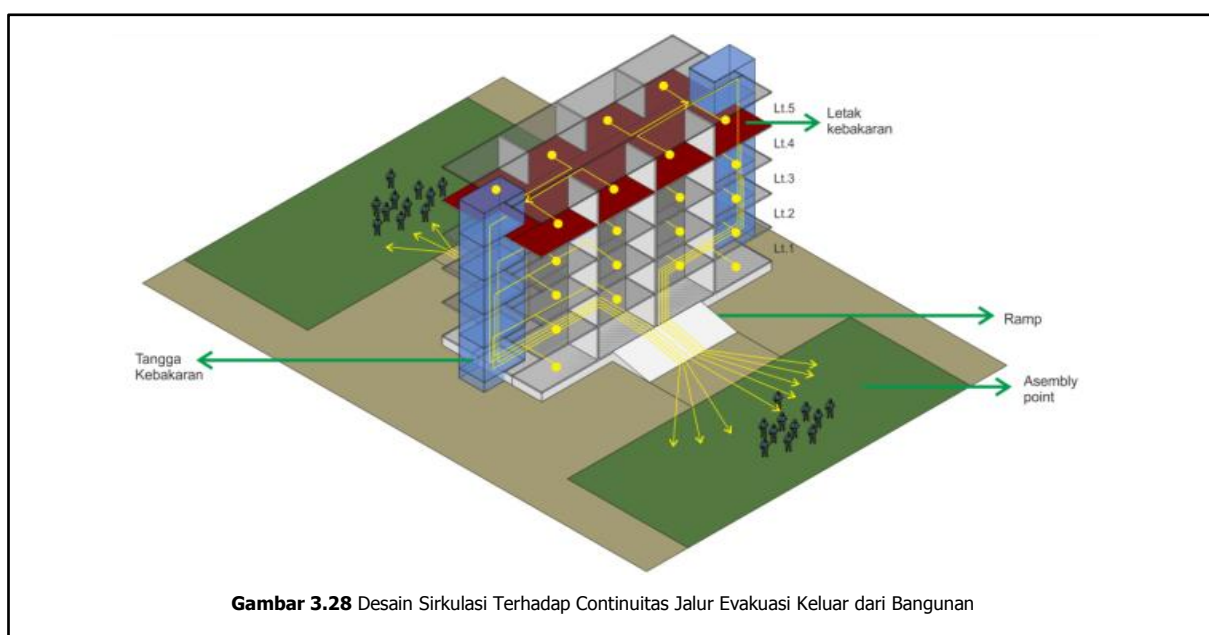 Lt.5
Letak
kebakaran
Lt.4
Lt.3
Lt.2
Lt.1
Ramp
Tangga
Kebakaran
Asembly
point
Gambar 3.28 Desain Sirkulasi Terhadap Continuitas Jalur Evakuasi Keluar dari Bangunan